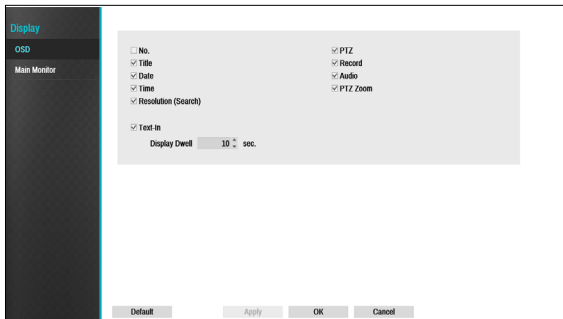 Display
OSD
Main Monitor
No.
Title
Date
Time
Resolution (Search)
PTZ
Record
Audio
PTZ Zoom
Text-In
Display Dwell 10 sec.
Default Apply OK Cancel